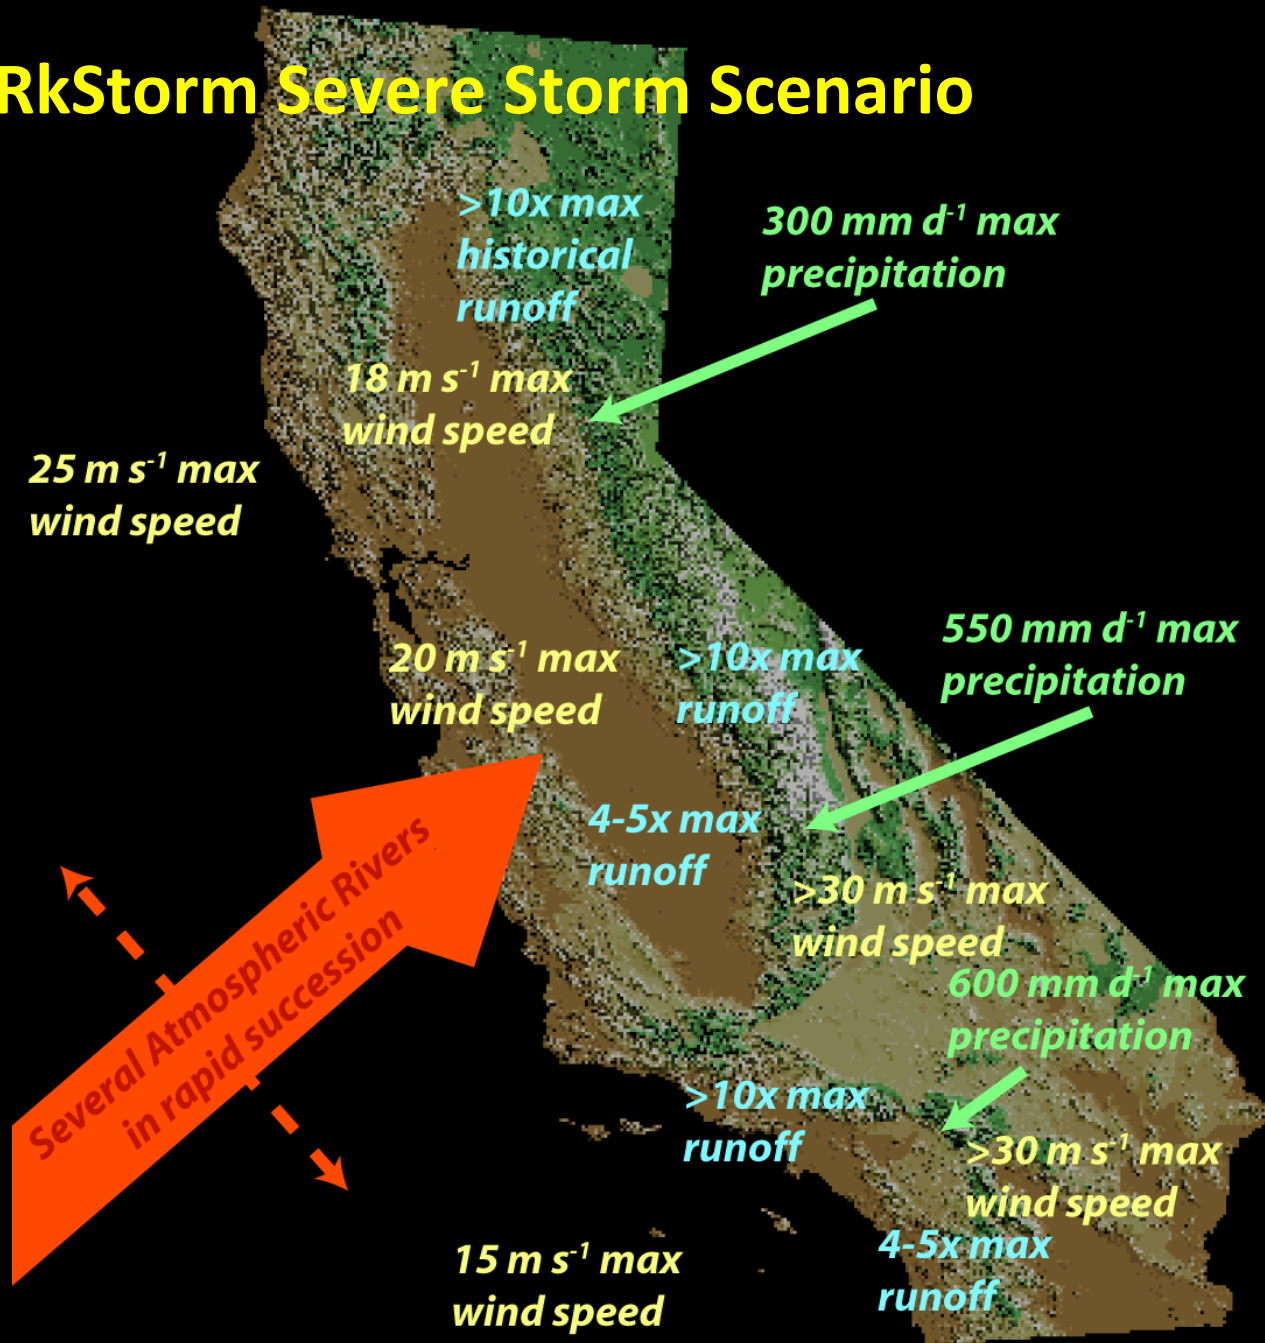 RkStorm Severe Storm Scenario
>10x max
historical
runoff
300 mm d⁻¹ max
precipitation
18 m s⁻¹ max
wind speed
25 m s⁻¹ max
wind speed
550 mm d⁻¹ max
precipitation
20 m s⁻¹ max
wind speed
>10x max
runoff
4-5x max
runoff
>30 m s⁻¹ max
wind speed
Several Atmospheric Rivers
in rapid succession
600 mm d⁻¹ max
precipitation
>10x max
runoff
>30 m s⁻¹ max
wind speed
15 m s⁻¹ max
wind speed
4-5x max
runoff